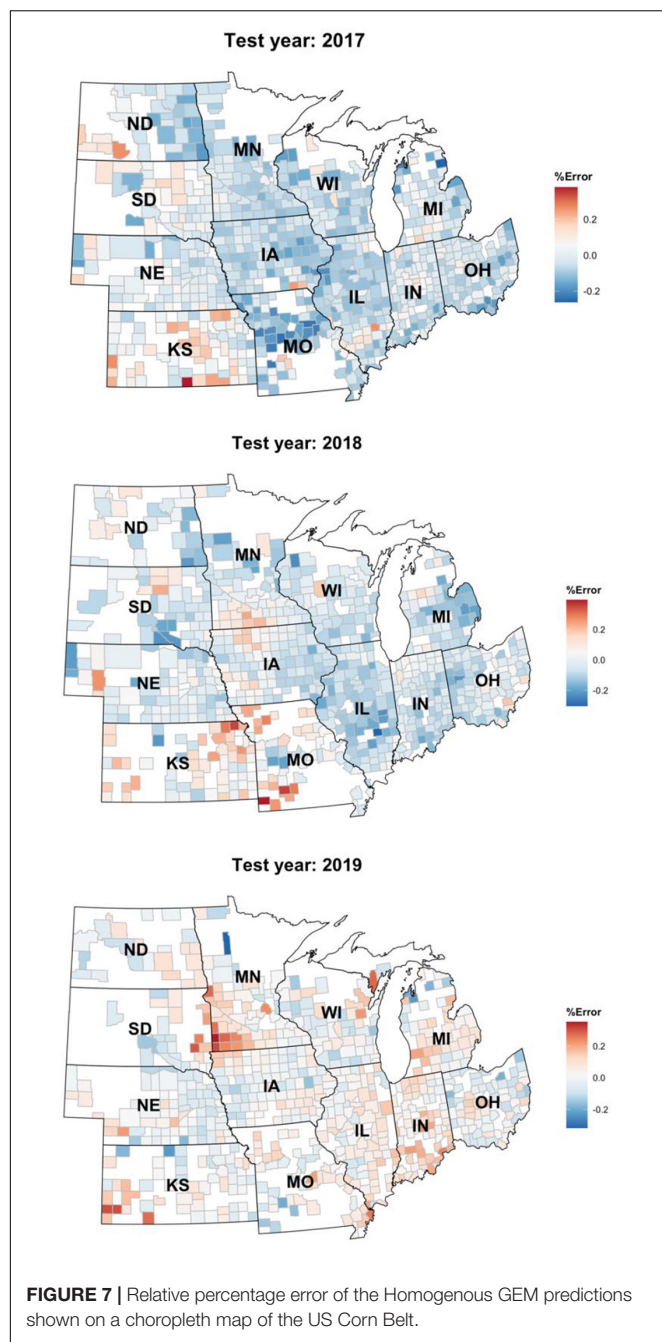 Test year: 2017
ND
MN
WI
MI
SD
IA
NE
IL
IN
OH
KS
MO
%Error
0.2
0.0
-0.2
Test year: 2018
ND
MN
WI
SD
MI
IA
NE
OH
IL
IN
KS
MO
%Error
0.2
0.0
-0.2
Test year: 2019
ND
MN
WI
SD
MI
IA
NE
OH
IL
IN
KS
MO
%Error
0.2
0.0
-0.2
FIGURE 7 | Relative percentage error of the Homogenous GEM predictions
shown on a choropleth map of the US Corn Belt.